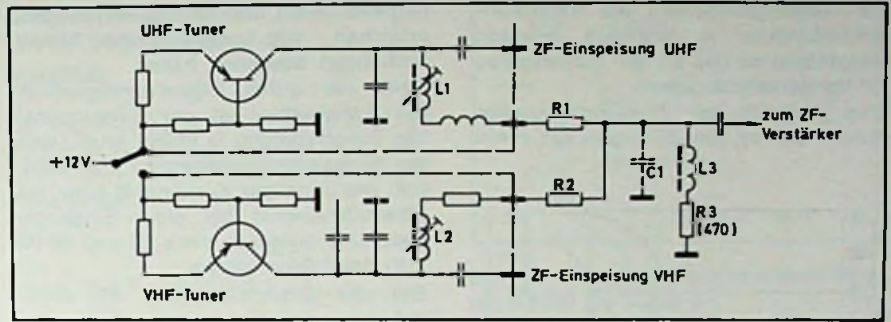 UHF-Tuner
ZF-Einspeisung UHF
L1
R1
zum ZF-
Verstärker
+12V
C1
L3
R2
R3
(470)
L2
VHF-Tuner
ZF-Einspeisung VHF